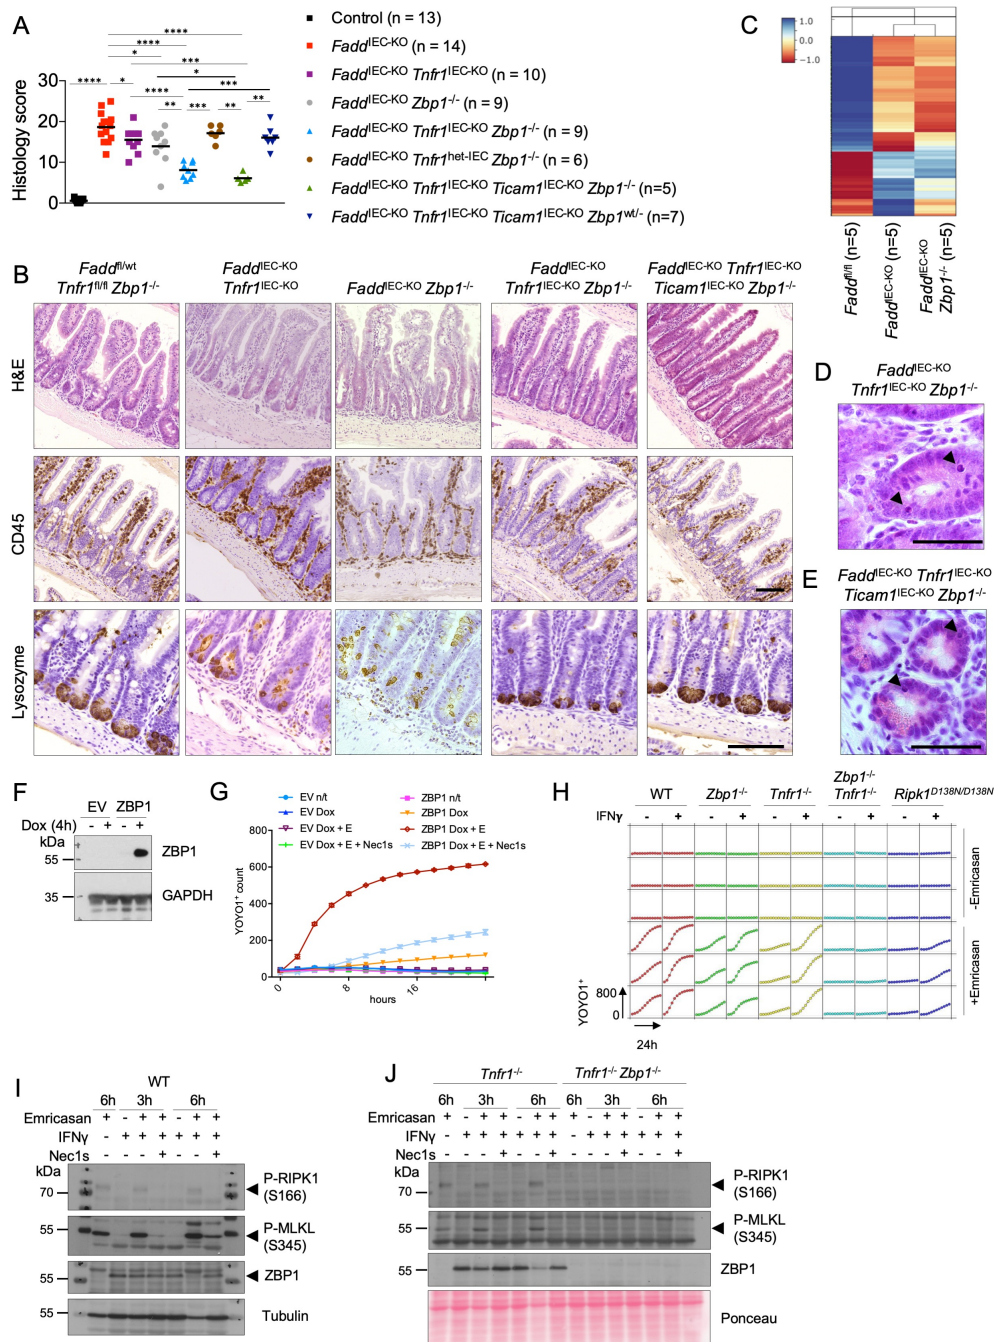 A
Histology score
30
20
10
0
****
****
*
****
*
***
*
****
***
**
***
**
**
Control (n = 13)
Fadd^IEC-KO (n = 14)
Fadd^IEC-KO Tnfr1^IEC-KO (n = 10)
Fadd^IEC-KO Zbp1^-/- (n = 9)
Fadd^IEC-KO Tnfr1^IEC-KO Zbp1^-/- (n = 9)
Fadd^IEC-KO Tnfr1^het-IEC Zbp1^-/- (n = 6)
Fadd^IEC-KO Tnfr1^IEC-KO Ticam1^IEC-KO Zbp1^-/- (n=5)
Fadd^IEC-KO Tnfr1^IEC-KO Ticam1^IEC-KO Zbp1^wt/- (n=7)
C
1.0
0.0
-1.0
Fadd^fl/fl (n=5)
Fadd^IEC-KO (n=5)
Fadd^IEC-KO
Zbp1^-/- (n=5)
B
Fadd^fl/wt
Tnfr1^fl/fl Zbp1^-/-
Fadd^IEC-KO
Tnfr1^IEC-KO
Fadd^IEC-KO Zbp1^-/-
Fadd^IEC-KO
Tnfr1^IEC-KO Zbp1^-/-
Fadd^IEC-KO Tnfr1^IEC-KO
Ticam1^IEC-KO Zbp1^-/-
H&E
CD45
Lysozyme
D
Fadd^IEC-KO
Tnfr1^IEC-KO Zbp1^-/-
E
Fadd^IEC-KO Tnfr1^IEC-KO
Ticam1^IEC-KO Zbp1^-/-
F
EV ZBP1
Dox (4h) - + - +
kDa
55
ZBP1
35
GAPDH
G
EV n/t
EV Dox
EV Dox + E
EV Dox + E + Nec1s
ZBP1 n/t
ZBP1 Dox
ZBP1 Dox + E
ZBP1 Dox + E + Nec1s
YOYO1⁺ count
800
600
400
200
0
0 8 16
hours
H
WT Zbp1^-/- Tnfr1^-/- Zbp1^-/- Tnfr1^-/- Ripk1^D138N/D138N
IFNγ - + - + - + - + - +
-Emricasan
+Emricasan
YOYO1⁺
800
0
24h
I
WT
6h 3h 6h
Emricasan + - + + - + +
IFNγ - + + + + + +
Nec1s - - - + - - +
kDa
70
P-RIPK1
(S166)
55
P-MLKL
(S345)
55
ZBP1
55
Tubulin
J
Tnfr1^-/- Tnfr1^-/- Zbp1^-/-
6h 3h 6h 6h 3h 6h
Emricasan + - + + - + + + - + + - + +
IFNγ - + + + + + + - + + + + + +
Nec1s - - - + - - + - - - + - - +
kDa
70
P-RIPK1
(S166)
55
P-MLKL
(S345)
55
ZBP1
Ponceau